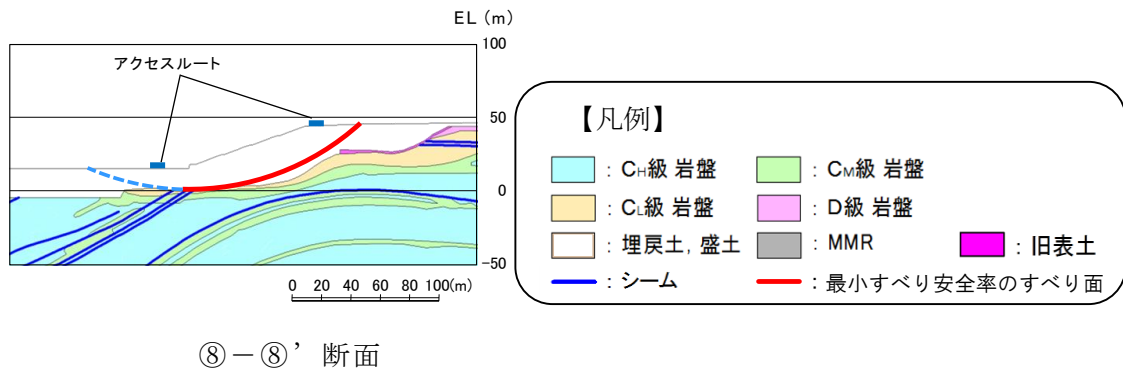 EL (m)
100
アクセスルート
50
0
-50
0 20 40 60 80 100(m)
⑧-⑧’断面
【凡例】
: CH級 岩盤
: CM級 岩盤
: CL級 岩盤
: D級 岩盤
: 埋戻土, 盛土
: MMR
: 旧表土
: シーム
: 最小すべり安全率のすべり面